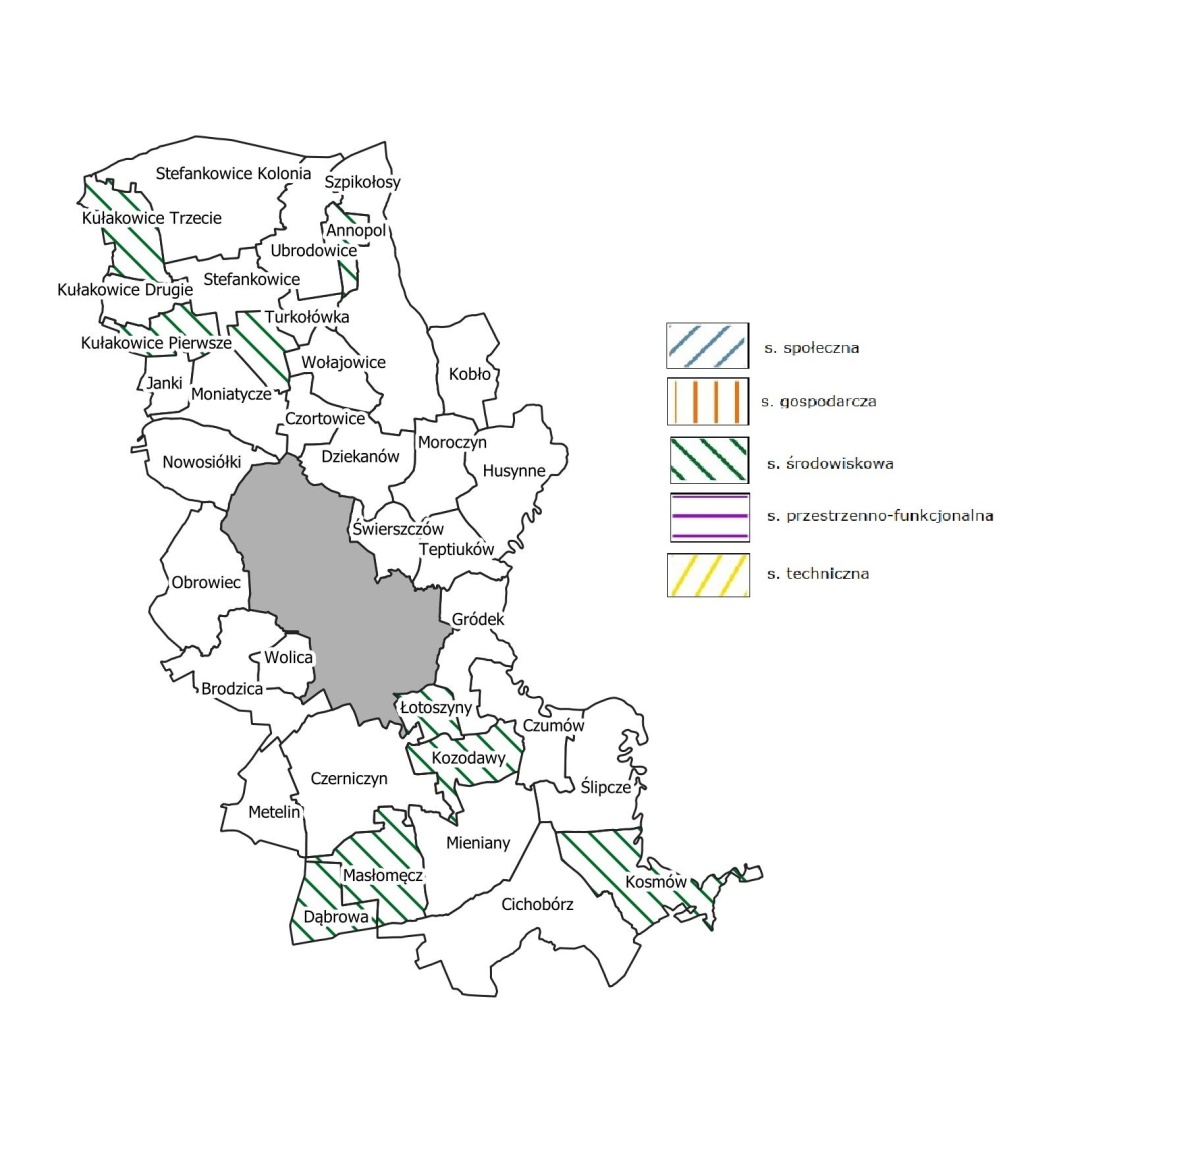 Stefankowice Kolonia
Szpikołosy
Kułakowice Trzecie
Annopol
Ubrodowice
Stefankowice
Kułakowice Drugie
Turkołówka
Kułakowice Pierwsze
Wołajowice
Kobło
Janki
Moniatycze
Czortowice
Moroczyn
Dziekanów
Nowosiółki
Husynne
Świerszczów
Teptiuków
Obrowiec
Gródek
Wolica
Brodzica
Łotoszyny
Czumów
Kozodawy
Czerniczyn
Ślipcze
Metelin
Mieniany
Masłomęcz
Kosmów
Cichobórz
Dąbrowa
s. społeczna
s. gospodarcza
s. środowiskowa
s. przestrzenno-funkcjonalna
s. techniczna